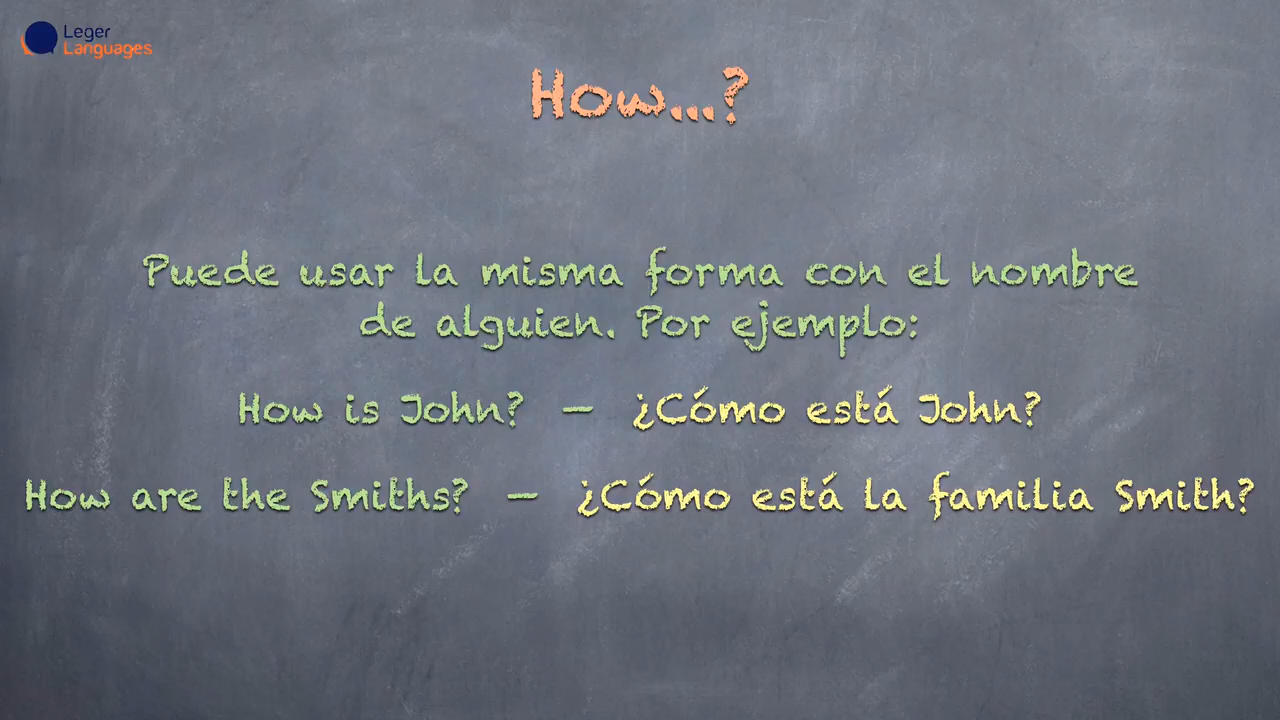 Leger
Languages
How...?
Puede usar la misma forma con el nombre
de alguien. Por ejemplo:
How is John? – ¿Cómo está John?
How are the Smiths? – ¿Cómo está la familia Smith?